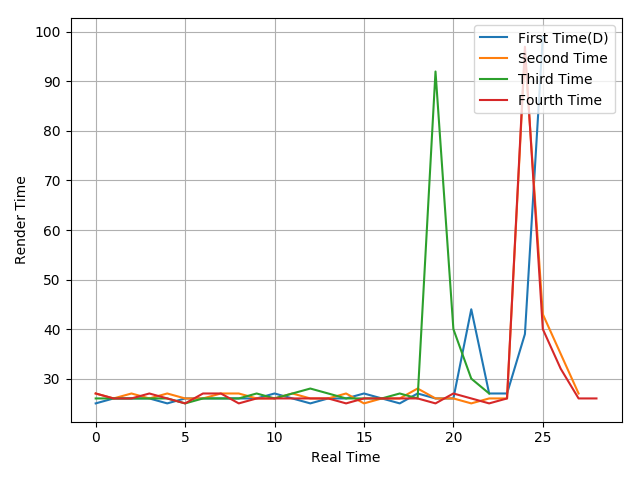 100
90
80
70
60
50
40
30
Render Time
First Time(D)
Second Time
Third Time
Fourth Time
0 5 10 15 20 25
Real Time